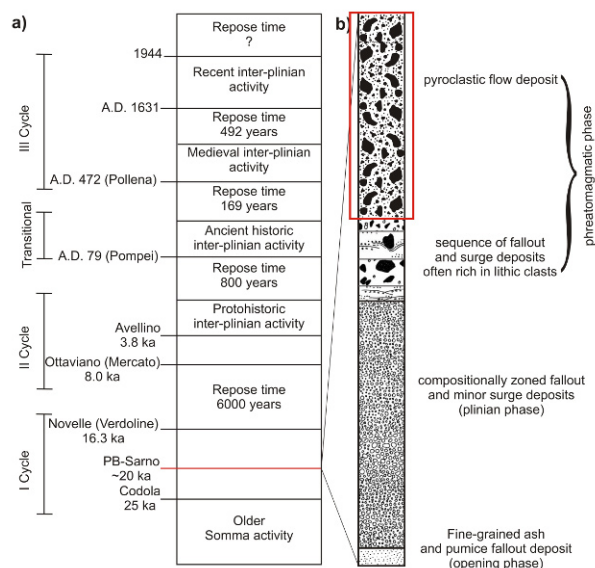 a)
Repose time
?
1944
Recent inter-plinian
activity
A.D. 1631
Repose time
492 years
Medieval inter-plinian
activity
A.D. 472 (Pollena)
Repose time
169 years
Ancient historic
inter-plinian activity
A.D. 79 (Pompei)
Repose time
800 years
Protohistoric
inter-plinian activity
Avellino
3.8 ka
Ottaviano (Mercato)
8.0 ka
Repose time
6000 years
Novelle (Verdoline)
16.3 ka
PB-Sarno
~20 ka
Codola
25 ka
Older
Somma activity
III Cycle
Transitional
II Cycle
I Cycle
b)
pyroclastic flow deposit
phreatomagmatic phase
sequence of fallout
and surge deposits
often rich in lithic clasts
compositionally zoned fallout
and minor surge deposits
(plinian phase)
Fine-grained ash
and pumice fallout deposit
(opening phase)